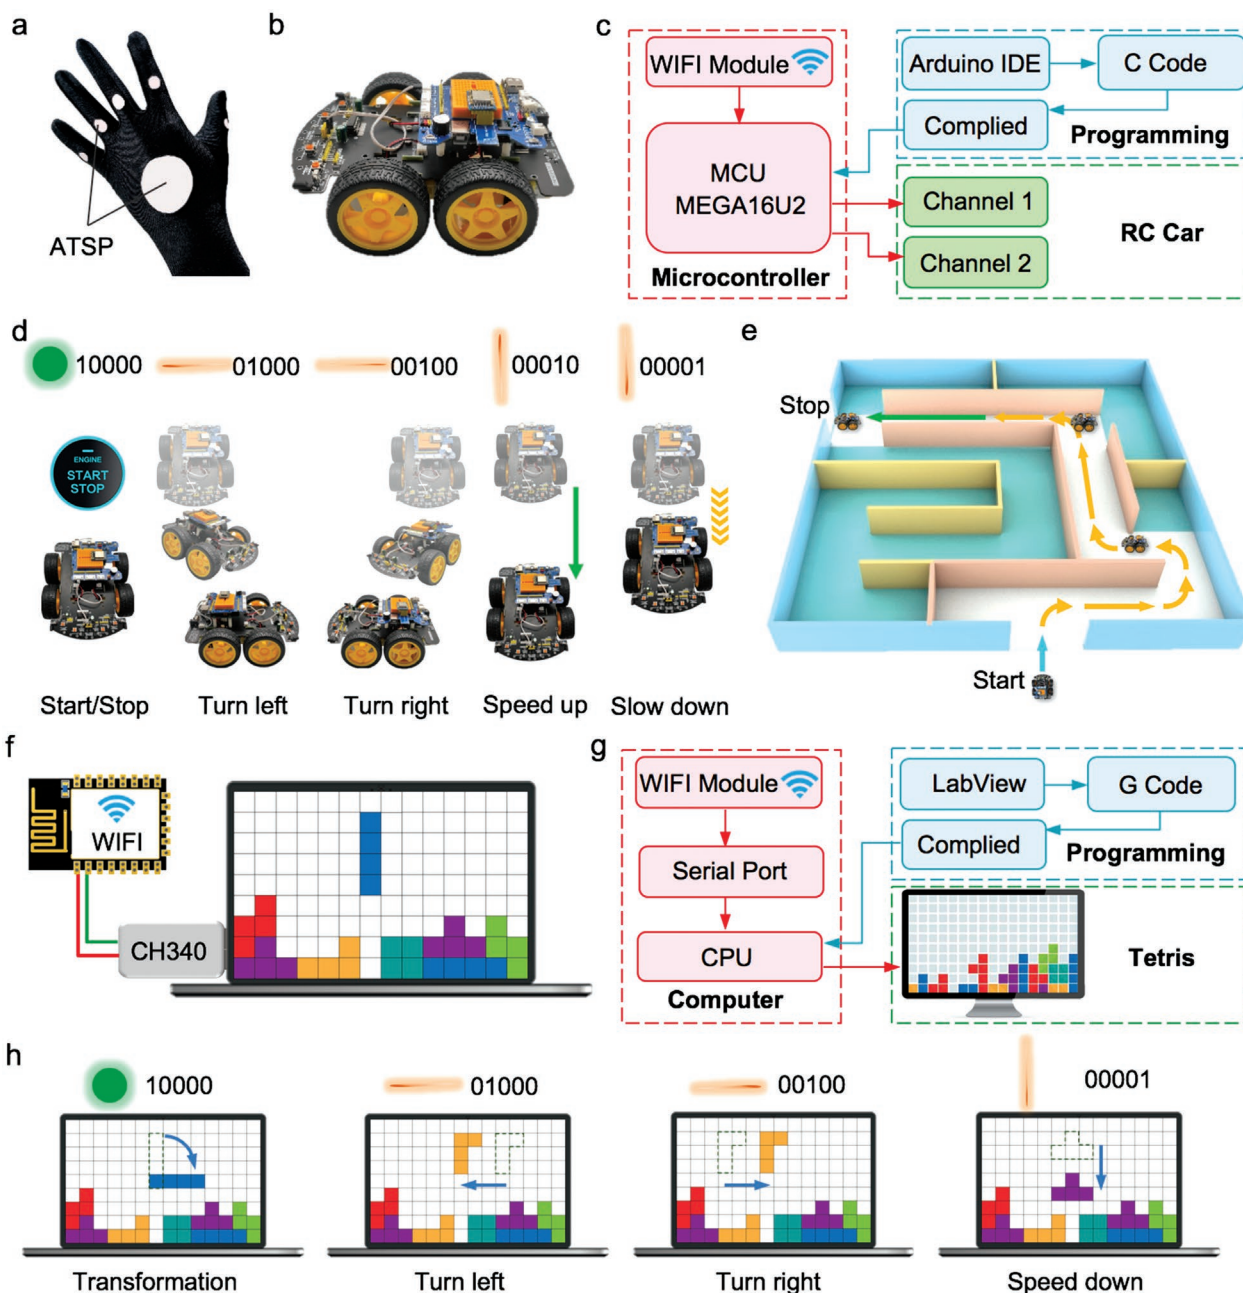 a
ATSP
b
c
WIFI Module
MCU
MEGA16U2
Microcontroller
Arduino IDE
C Code
Complied
Programming
Channel 1
Channel 2
RC Car
d
10000
01000
00100
00010
00001
ENGINE
START
STOP
Start/Stop
Turn left
Turn right
Speed up
Slow down
e
Stop
Start
f
WIFI
CH340
g
WIFI Module
Serial Port
CPU
Computer
LabView
G Code
Complied
Programming
Tetris
h
10000
01000
00100
00001
Transformation
Turn left
Turn right
Speed down